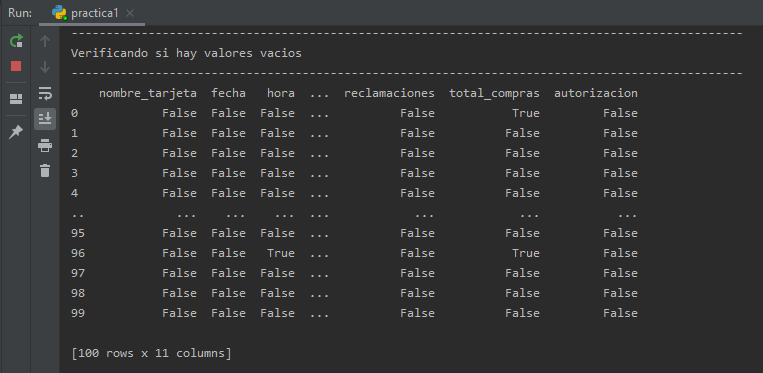 Run: practica1
--------------------------------------------------------------------------------
Verificando si hay valores vacios
--------------------------------------------------------------------------------
nombre_tarjeta fecha hora ... reclamaciones total_compras autorizacion
0 False False False ... False True False
1 False False False ... False False False
2 False False False ... False False False
3 False False False ... False False False
4 False False False ... False False False
.. ... ... ... ... ... ... ...
95 False False False ... False False False
96 False False True ... False True False
97 False False False ... False False False
98 False False False ... False False False
99 False False False ... False False False
[100 rows x 11 columns]